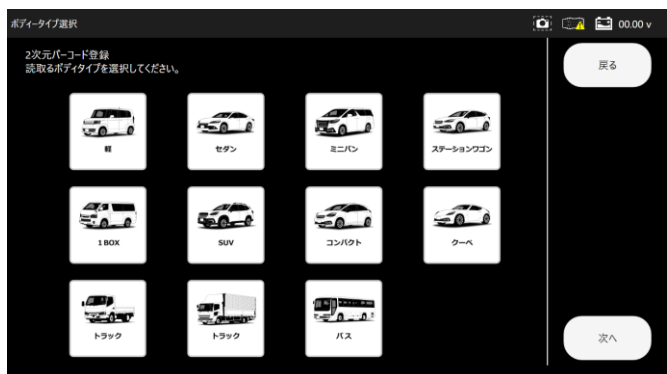 ボディータイプ選択
00.00 v
2次元バーコード登録
読取るボディタイプを選択してください。
戻る
軽
セダン
ミニバン
ステーションワゴン
1 BOX
SUV
コンパクト
クーペ
トラック
トラック
バス
次へ